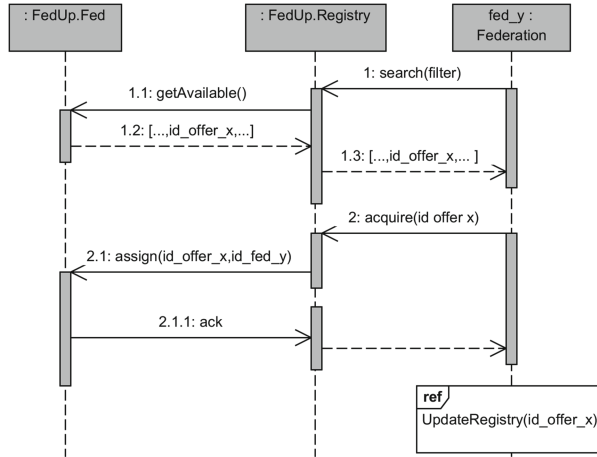 : FedUp.Fed
: FedUp.Registry
fed_y :
Federation
1: search(filter)
1.1: getAvailable()
1.2: [...,id_offer_x,...]
1.3: [...,id_offer_x,... ]
2: acquire(id offer x)
2.1: assign(id_offer_x,id_fed_y)
2.1.1: ack
ref
UpdateRegistry(id_offer_x)